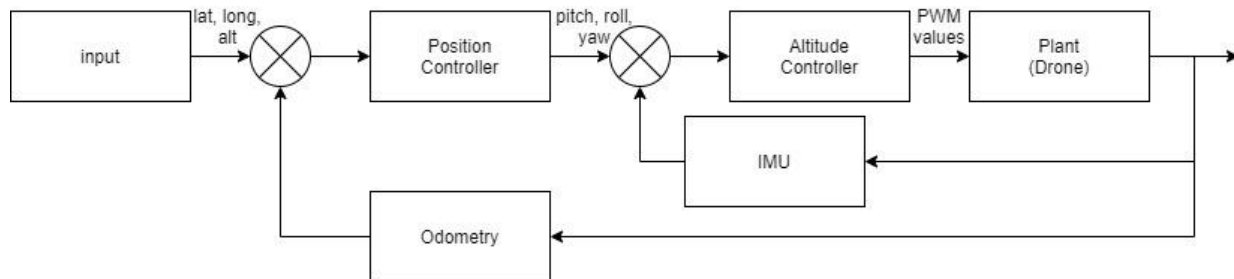 input
lat, long,
alt
Position
Controller
pitch, roll,
yaw
Altitude
Controller
PWM
values
Plant
(Drone)
IMU
Odometry